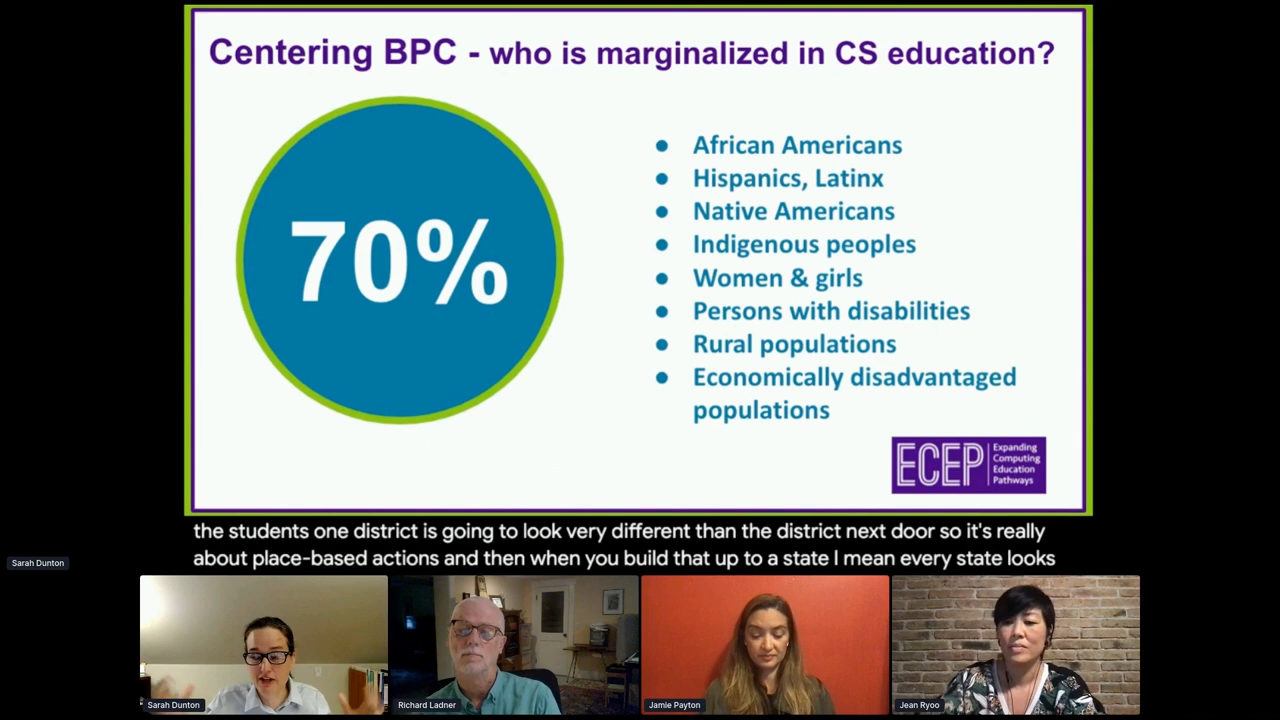 Centering BPC - who is marginalized in CS education?
70%
● African Americans
● Hispanics, Latinx
● Native Americans
● Indigenous peoples
● Women & girls
● Persons with disabilities
● Rural populations
● Economically disadvantaged
populations
ECEP
Expanding
Computing
Education
Pathways
the students one district is going to look very different than the district next door so it's really
about place-based actions and then when you build that up to a state I mean every state looks
Sarah Dunton
Sarah Dunton
Richard Ladner
Jamie Payton
Jean Ryoo